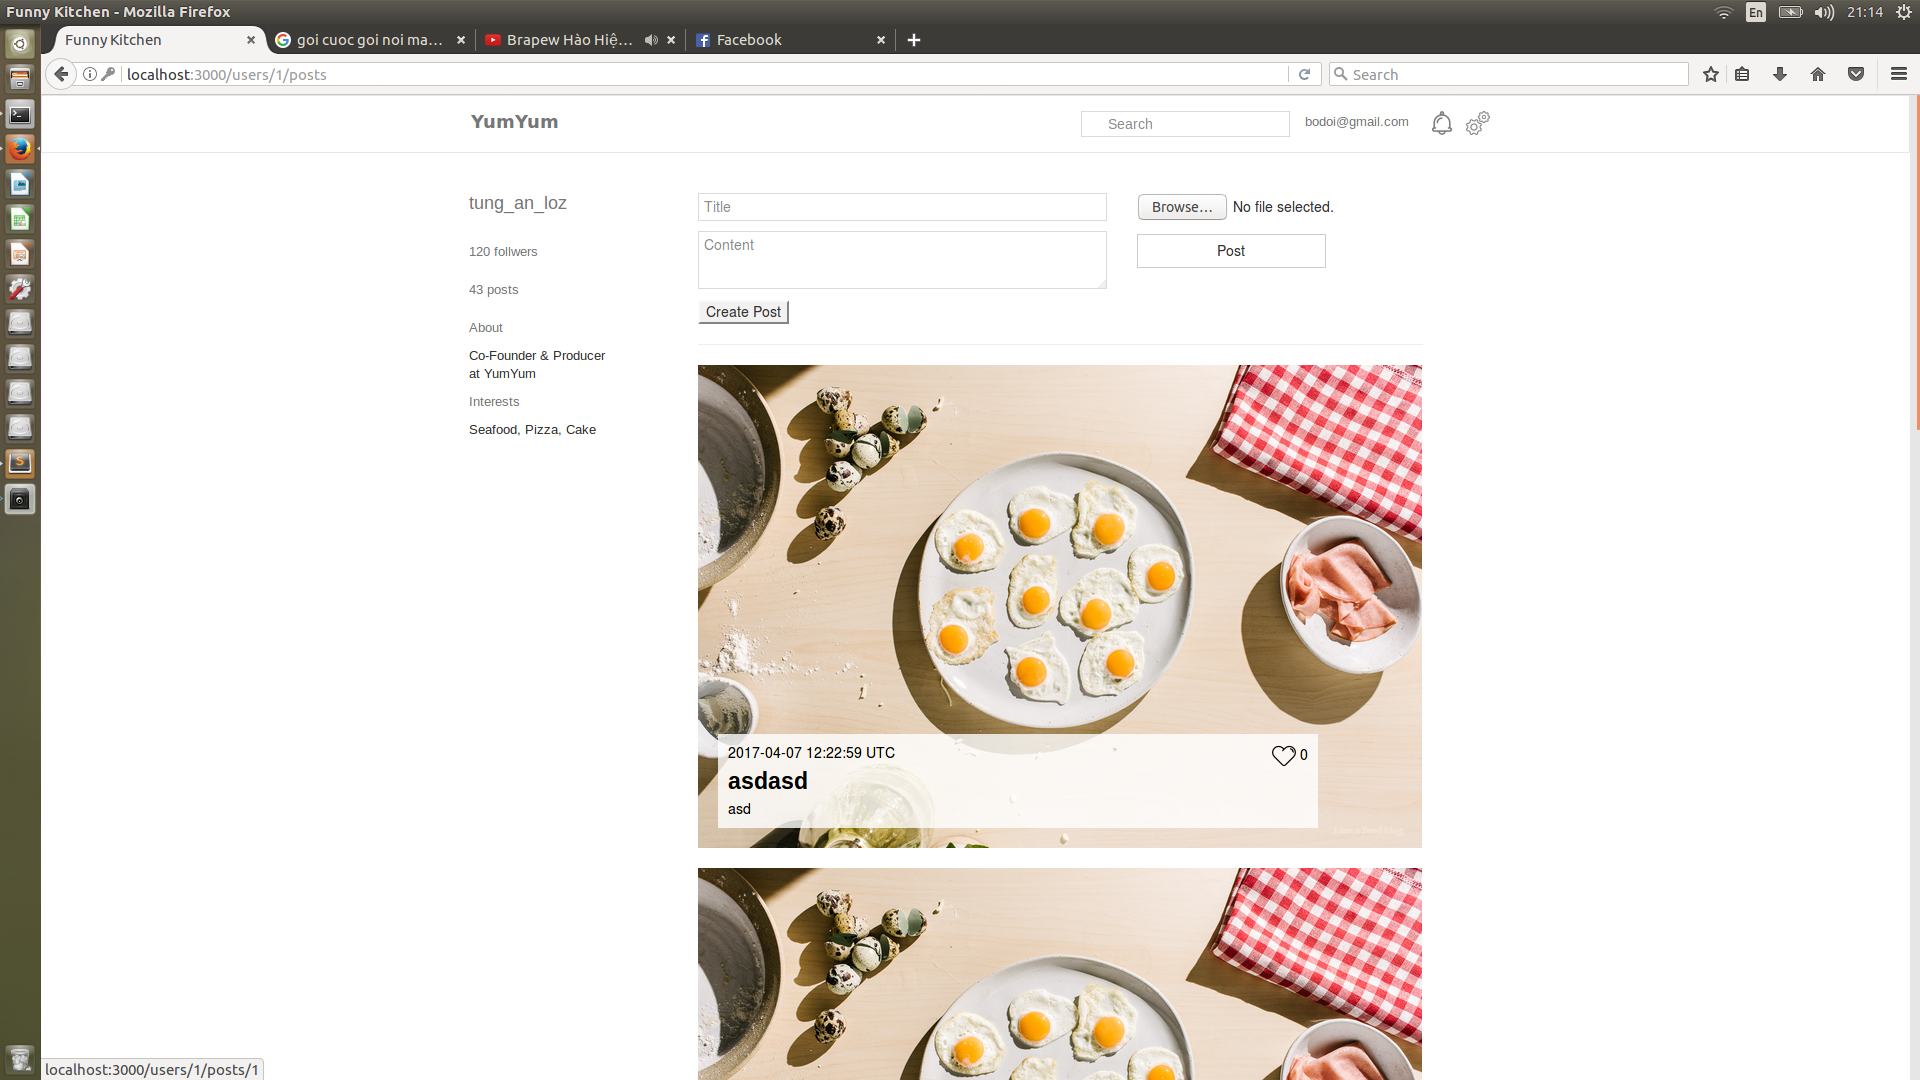 Funny Kitchen - Mozilla Firefox
En
21:14
Funny Kitchen
goi cuoc goi noi ma...
Brapew Hào Hiệ...
Facebook
localhost:3000/users/1/posts
Search
YumYum
Search
bodoi@gmail.com
tung_an_loz
120 follwers
43 posts
About
Co-Founder & Producer
at YumYum
Interests
Seafood, Pizza, Cake
Title
Content
Create Post
Browse...
No file selected.
Post
2017-04-07 12:22:59 UTC
0
asdasd
asd
localhost:3000/users/1/posts/1